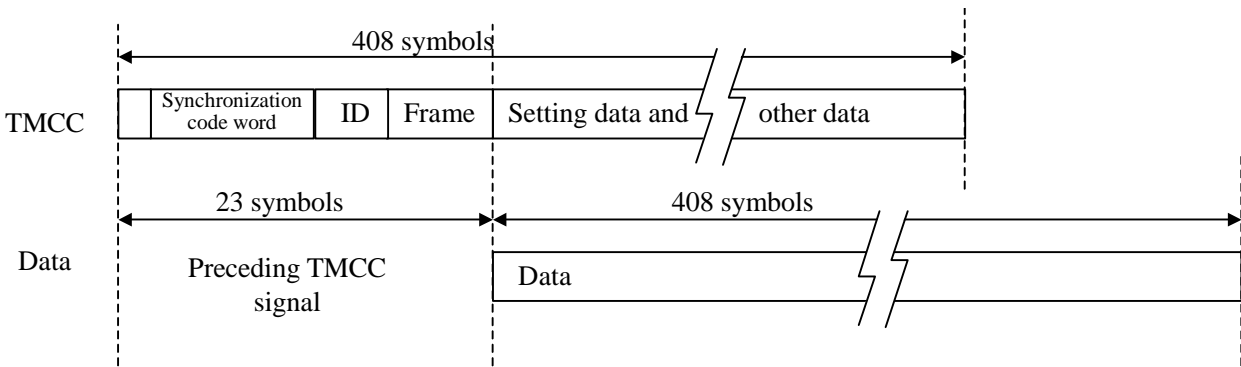 408 symbols
TMCC
Synchronization
code word
ID
Frame
Setting data and
other data
23 symbols
408 symbols
Data
Preceding TMCC
signal
Data